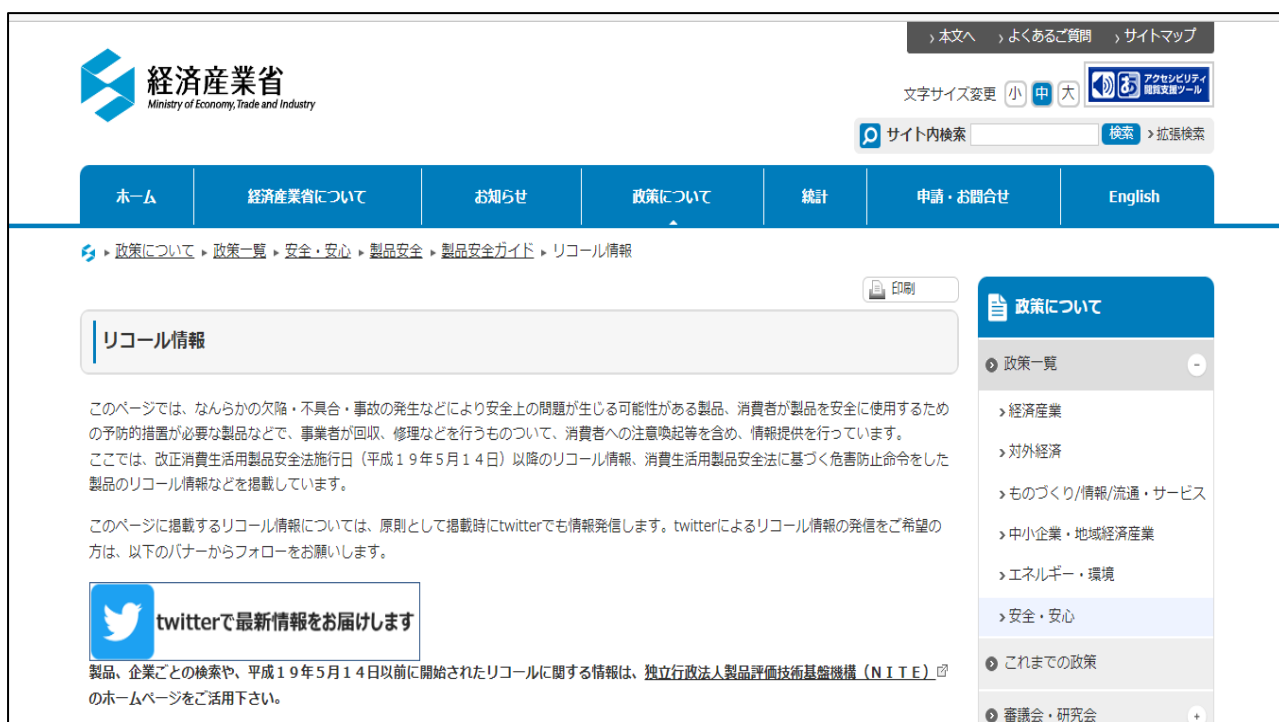 本文へ よくあるご質問 サイトマップ
経済産業省
Ministry of Economy, Trade and Industry
文字サイズ変更 小 中 大 あ アクセシビリティ
閲覧支援ツール
サイト内検索 検索 拡張検索
ホーム 経済産業省について お知らせ 政策について 統計 申請・お問合せ English
政策について 政策一覧 安全・安心 製品安全 製品安全ガイド リコール情報
印刷
リコール情報
このページでは、なんらかの欠陥・不具合・事故の発生などにより安全上の問題が生じる可能性がある製品、消費者が製品を安全に使用するため
の予防的措置が必要な製品などで、事業者が回収、修理などを行うものついて、消費者への注意喚起等を含め、情報提供を行っています。
ここでは、改正消費生活用製品安全法施行日（平成１９年５月１４日）以降のリコール情報、消費生活用製品安全法に基づく危害防止命令をした
製品のリコール情報などを掲載しています。
このページに掲載するリコール情報については、原則として掲載時にtwitterでも情報発信します。twitterによるリコール情報の発信をご希望の
方は、以下のバナーからフォローをお願いします。
twitterで最新情報をお届けします
製品、企業ごとの検索や、平成１９年５月１４日以前に開始されたリコールに関する情報は、独立行政法人製品評価技術基盤機構（ＮＩＴＥ）
のホームページをご活用下さい。
政策について
政策一覧
経済産業
対外経済
ものづくり/情報/流通・サービス
中小企業・地域経済産業
エネルギー・環境
安全・安心
これまでの政策
審議会・研究会